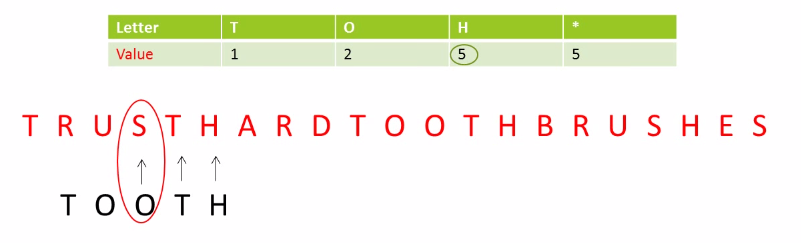 Letter T O H *
Value 1 2 5 5
T R U S T H A R D T O O T H B R U S H E S
T O O T H